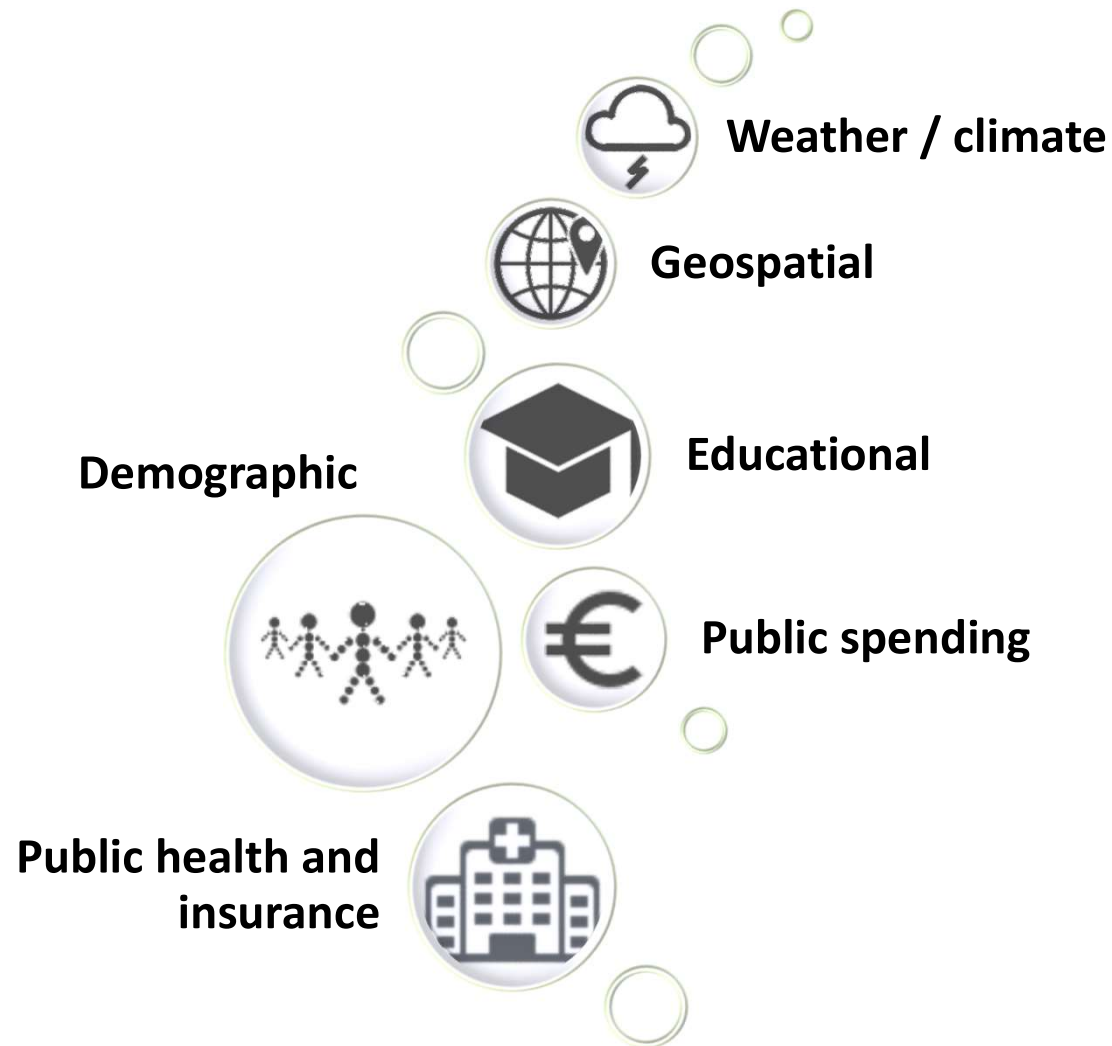 Weather / climate
Geospatial
Educational
Demographic
Public spending
Public health and
insurance